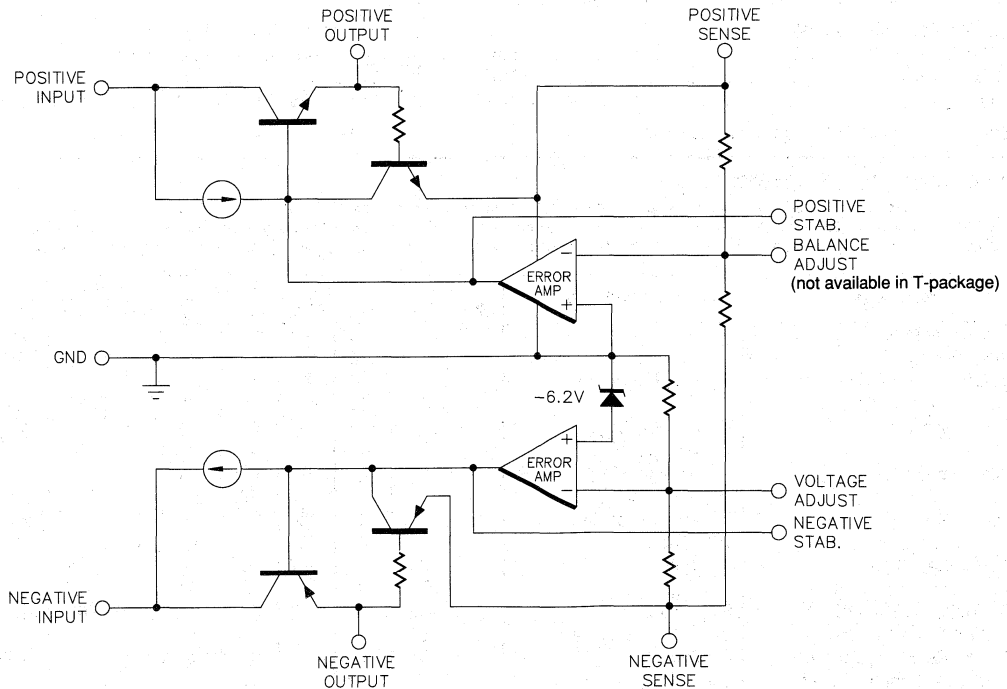 POSITIVE
OUTPUT
POSITIVE
SENSE
POSITIVE
INPUT
POSITIVE
STAB.
BALANCE
ADJUST
(not available in T-package)
−
ERROR
AMP
+
GND
−6.2V
+
ERROR
AMP
−
VOLTAGE
ADJUST
NEGATIVE
STAB.
NEGATIVE
INPUT
NEGATIVE
OUTPUT
NEGATIVE
SENSE